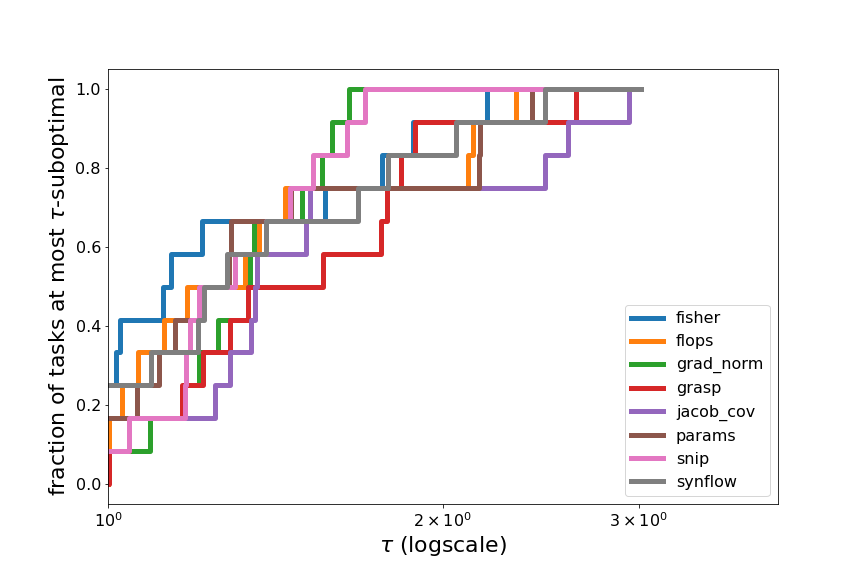 fraction of tasks at most τ-suboptimal
1.0
0.8
0.6
0.4
0.2
0.0
10⁰
2 × 10⁰
3 × 10⁰
τ (logscale)
fisher
flops
grad_norm
grasp
jacob_cov
params
snip
synflow